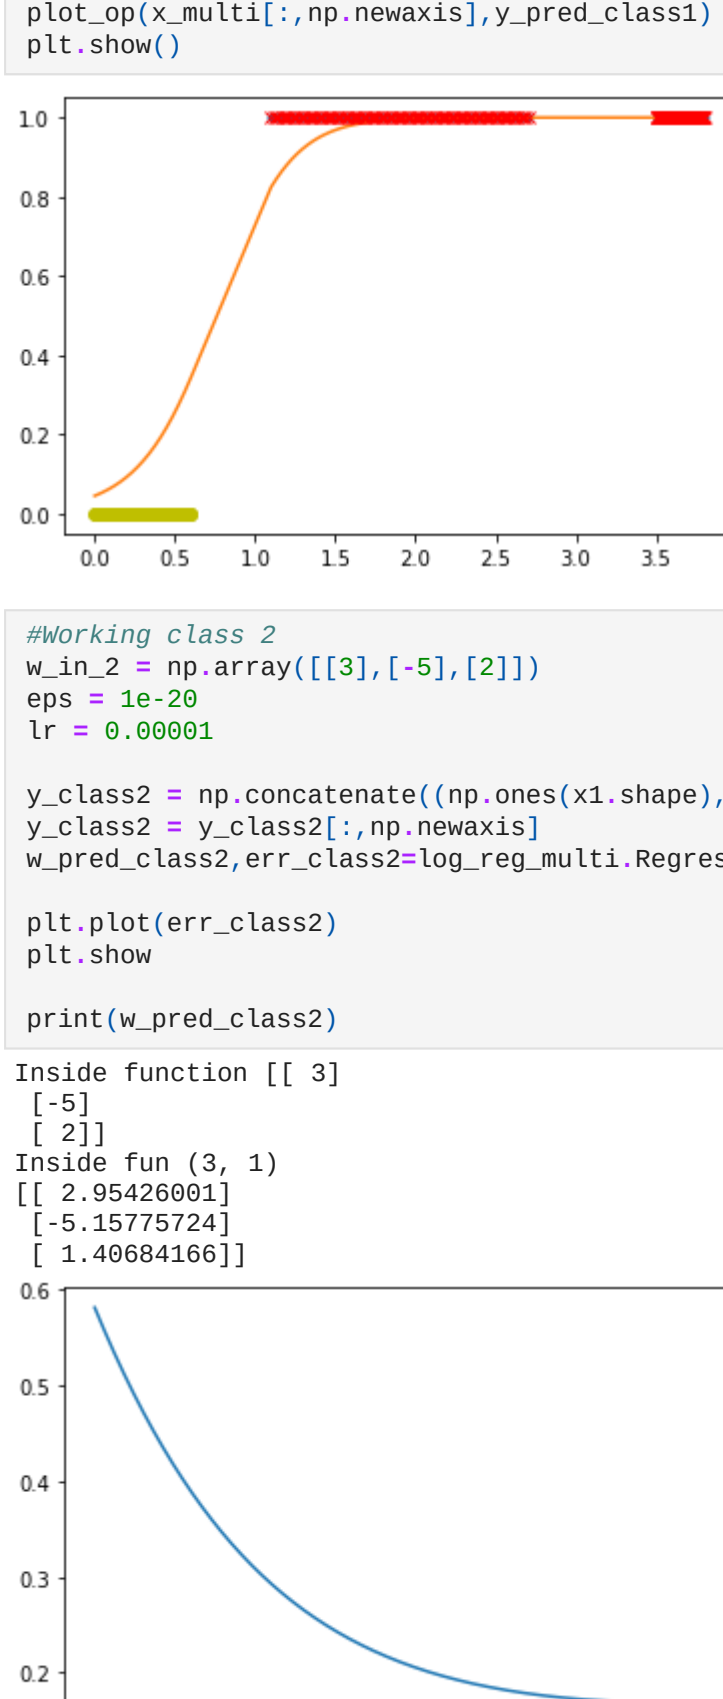 plot_op(x_multi[:,np.newaxis],y_pred_class1)
plt.show()
1.0
0.8
0.6
0.4
0.2
0.0
0.0 0.5 1.0 1.5 2.0 2.5 3.0 3.5
#Working class 2
w_in_2 = np.array([[3],[-5],[2]])
eps = 1e-20
lr = 0.00001
y_class2 = np.concatenate((np.ones(x1.shape),
y_class2 = y_class2[:,np.newaxis]
w_pred_class2,err_class2=log_reg_multi.Regres
plt.plot(err_class2)
plt.show
print(w_pred_class2)
Inside function [[ 3]
 [-5]
 [ 2]]
Inside fun (3, 1)
[[ 2.95426001]
 [-5.15775724]
 [ 1.40684166]]
0.6
0.5
0.4
0.3
0.2